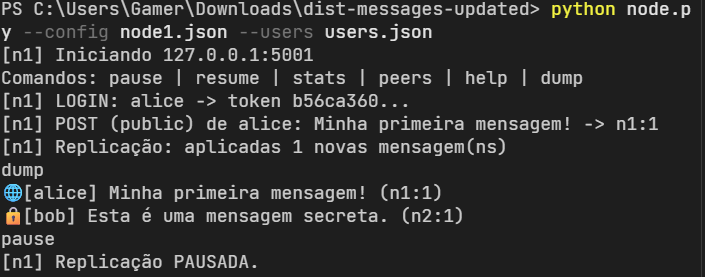 PS C:\Users\Gamer\Downloads\dist-messages-updated> python node.p
y --config node1.json --users users.json
[n1] Iniciando 127.0.0.1:5001
Comandos: pause | resume | stats | peers | help | dump
[n1] LOGIN: alice -> token b56ca360...
[n1] POST (public) de alice: Minha primeira mensagem! -> n1:1
[n1] Replicação: aplicadas 1 novas mensagem(ns)
dump
🌐[alice] Minha primeira mensagem! (n1:1)
🔒[bob] Esta é uma mensagem secreta. (n2:1)
pause
[n1] Replicação PAUSADA.